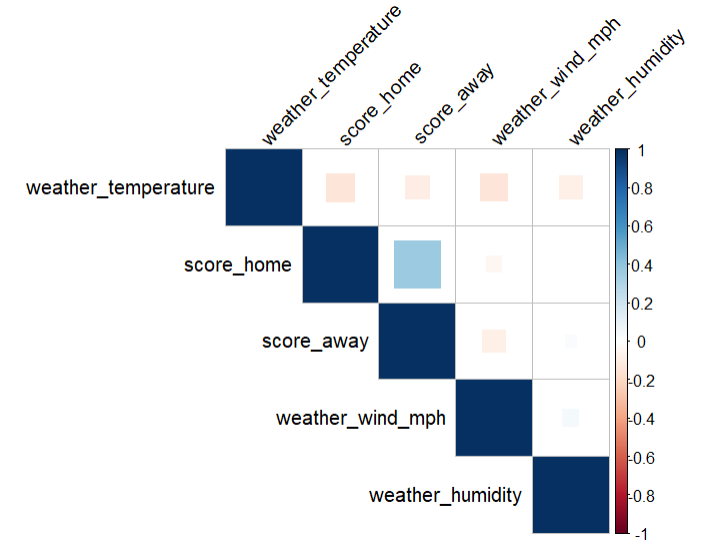 weather_temperature
score_home
score_away
weather_wind_mph
weather_humidity
weather_temperature
score_home
score_away
weather_wind_mph
weather_humidity
1
0.8
0.6
0.4
0.2
0
-0.2
-0.4
-0.6
-0.8
-1